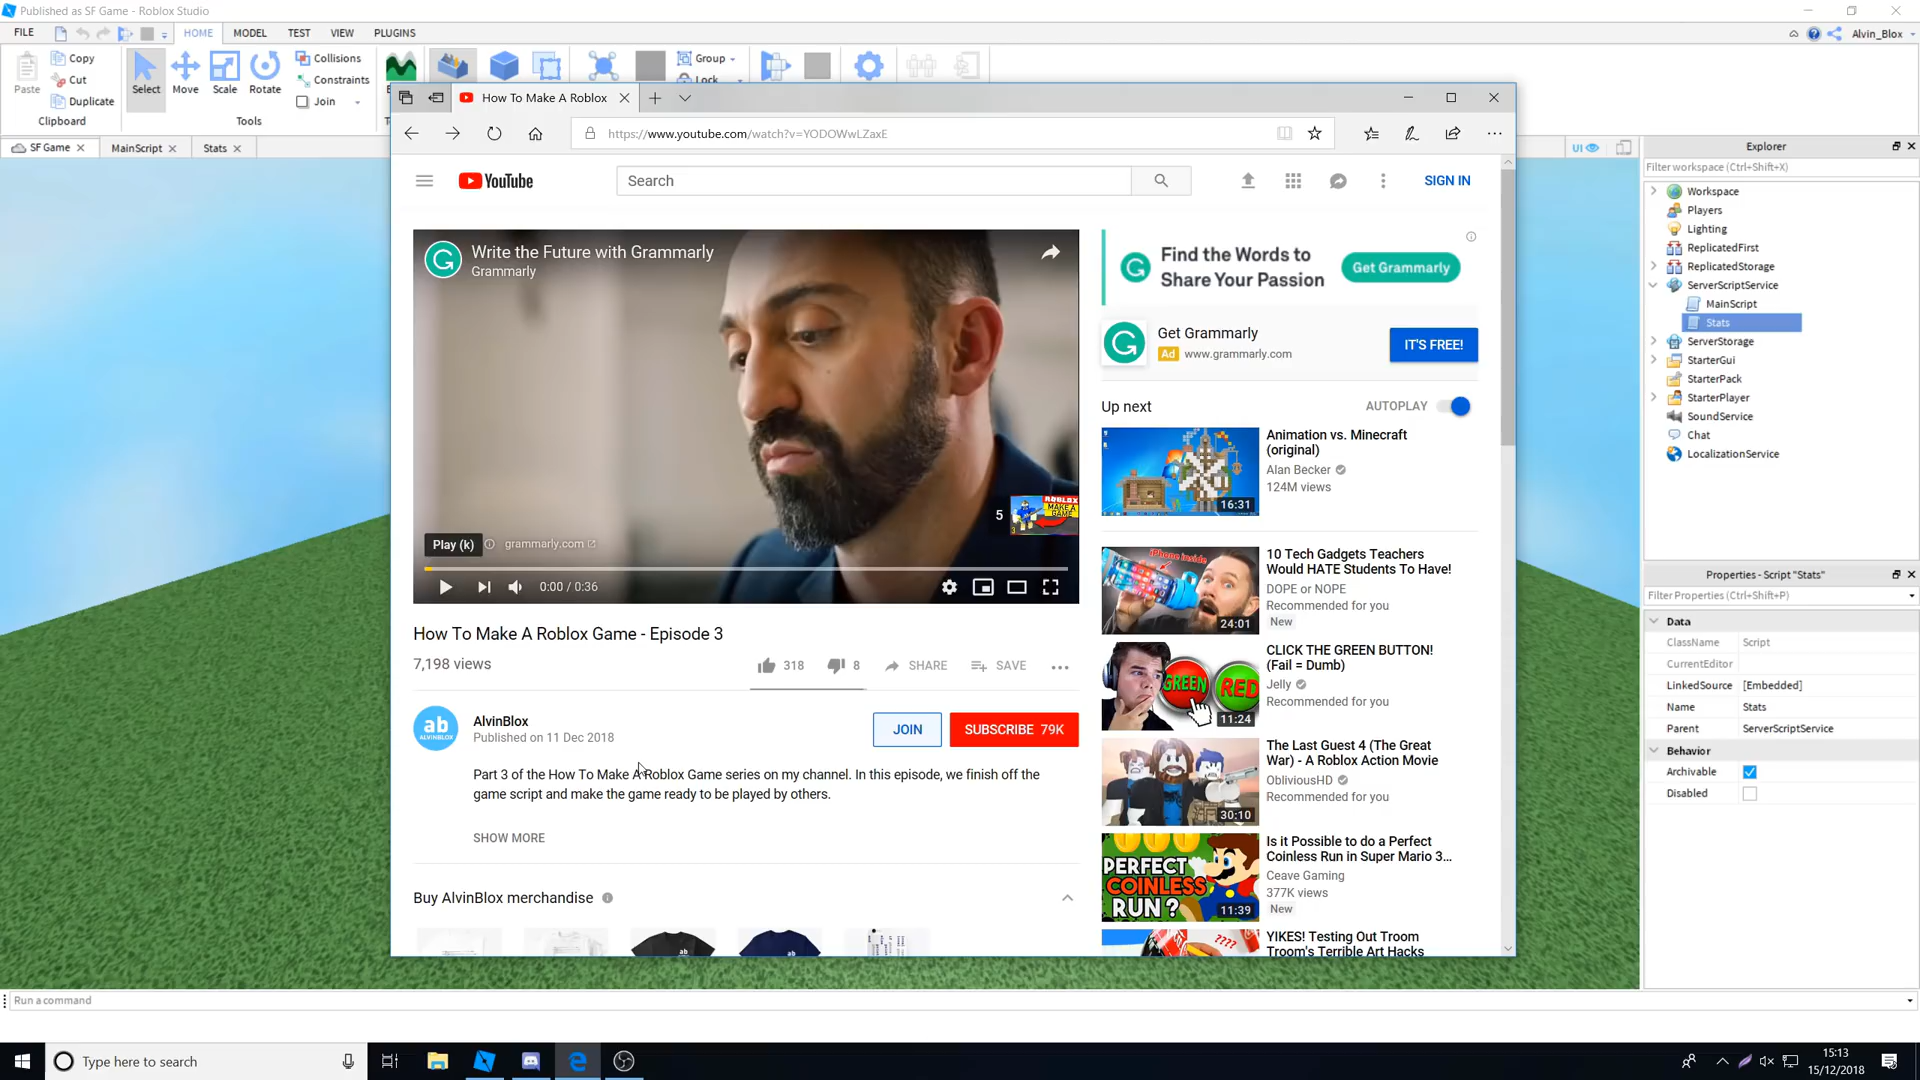 Published as SF Game - Roblox Studio
FILE
HOME
MODEL
TEST
VIEW
PLUGINS
Alvin_Blox
Paste
Copy
Cut
Duplicate
Clipboard
Select
Move
Scale
Rotate
Collisions
Constraints
Join
Tools
Group
Lock
SF Game
MainScript
Stats
UI
How To Make A Roblox
https://www.youtube.com/watch?v=YODOWwLZaxE
YouTube
Search
SIGN IN
Write the Future with Grammarly
Grammarly
5
ROBLOX
MAKE A
GAME
Play (k)
grammarly.com
0:00 / 0:36
How To Make A Roblox Game - Episode 3
7,198 views
318
8
SHARE
SAVE
ab
ALVINBLOX
AlvinBlox
Published on 11 Dec 2018
JOIN
SUBSCRIBE 79K
Part 3 of the How To Make A Roblox Game series on my channel. In this episode, we finish off the
game script and make the game ready to be played by others.
SHOW MORE
Buy AlvinBlox merchandise
ab
ab
Find the Words to
Share Your Passion
Get Grammarly
Get Grammarly
Ad www.grammarly.com
IT'S FREE!
Up next
AUTOPLAY
16:31
Animation vs. Minecraft
(original)
Alan Becker
124M views
iPhone inside
24:01
10 Tech Gadgets Teachers
Would HATE Students To Have!
DOPE or NOPE
Recommended for you
New
GREEN
RED
11:24
CLICK THE GREEN BUTTON!
(Fail = Dumb)
Jelly
Recommended for you
30:10
The Last Guest 4 (The Great
War) - A Roblox Action Movie
ObliviousHD
Recommended for you
PERFECT
COINLESS
RUN?
11:39
Is it Possible to do a Perfect
Coinless Run in Super Mario 3...
Ceave Gaming
377K views
New
????
YIKES! Testing Out Troom
Troom's Terrible Art Hacks
Explorer
Filter workspace (Ctrl+Shift+X)
Workspace
Players
Lighting
ReplicatedFirst
ReplicatedStorage
ServerScriptService
MainScript
Stats
ServerStorage
StarterGui
StarterPack
StarterPlayer
SoundService
Chat
LocalizationService
Properties - Script "Stats"
Filter Properties (Ctrl+Shift+P)
Data
ClassName Script
CurrentEditor
LinkedSource [Embedded]
Name Stats
Parent ServerScriptService
Behavior
Archivable
Disabled
Run a command
Type here to search
15:13
15/12/2018